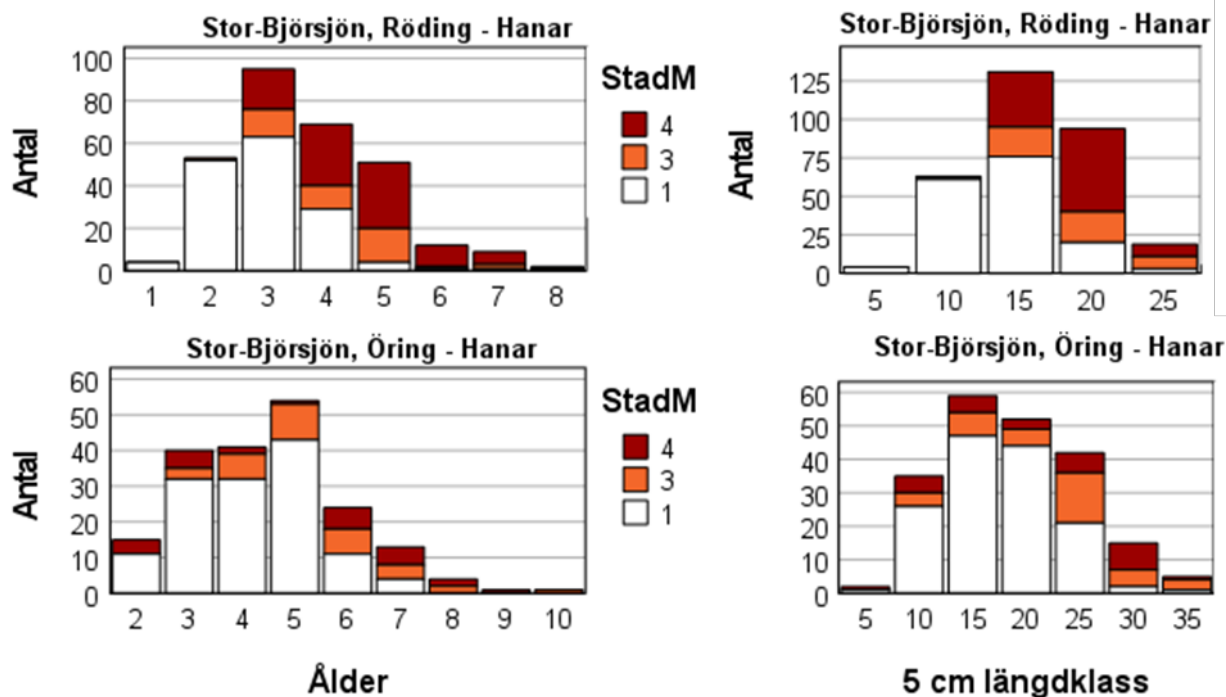 Stor-Björsjön, Röding - Hanar
100
80
60
40
20
0
Antal
1 2 3 4 5 6 7 8
StadM
4
3
1
Stor-Björsjön, Röding - Hanar
125
100
75
50
25
0
Antal
5 10 15 20 25
Stor-Björsjön, Öring - Hanar
60
50
40
30
20
10
0
Antal
2 3 4 5 6 7 8 9 10
Ålder
StadM
4
3
1
Stor-Björsjön, Öring - Hanar
60
50
40
30
20
10
0
5 10 15 20 25 30 35
5 cm längdklass